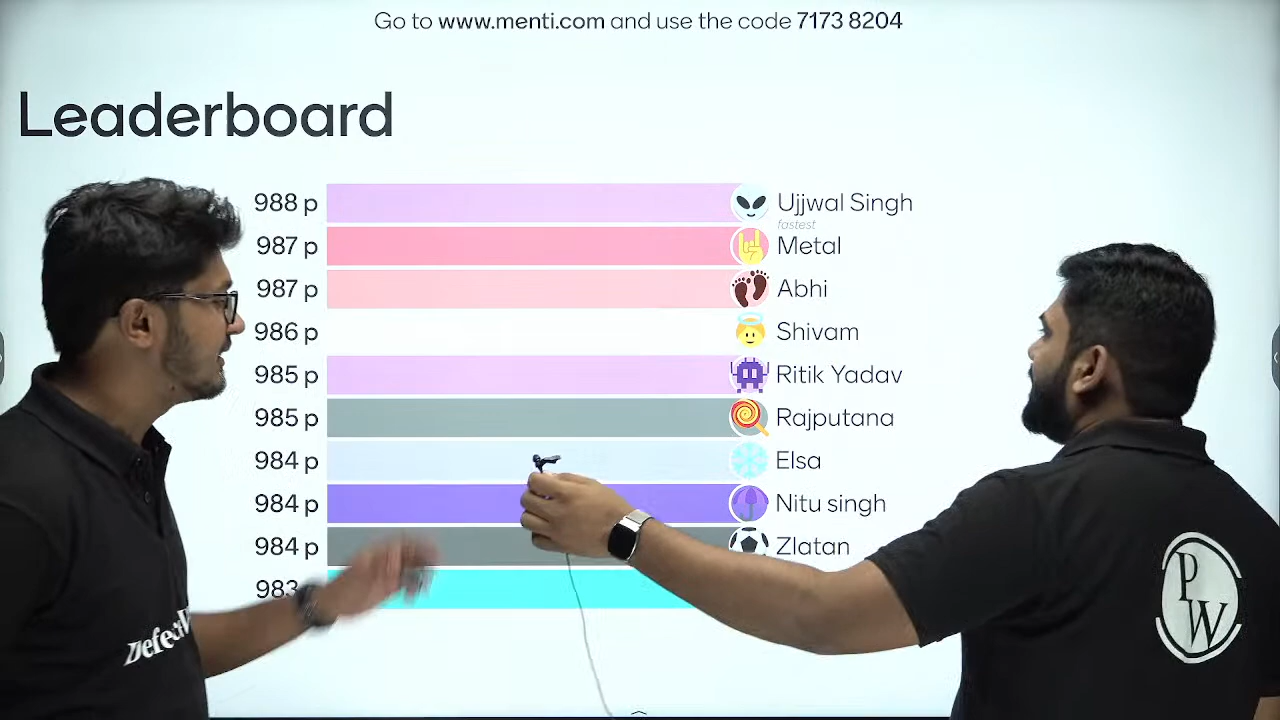 Go to www.menti.com and use the code 7173 8204
Leaderboard
988 p Ujjwal Singh
fastest
987 p Metal
987 p Abhi
986 p Shivam
985 p Ritik Yadav
985 p Rajputana
984 p Elsa
984 p Nitu singh
984 p Zlatan
983
PW